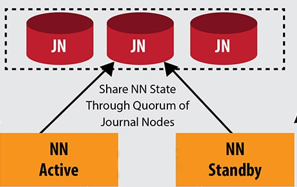 JN JN JN
Share NN State
Through Quorum of
Journal Nodes
NN NN
Active Standby